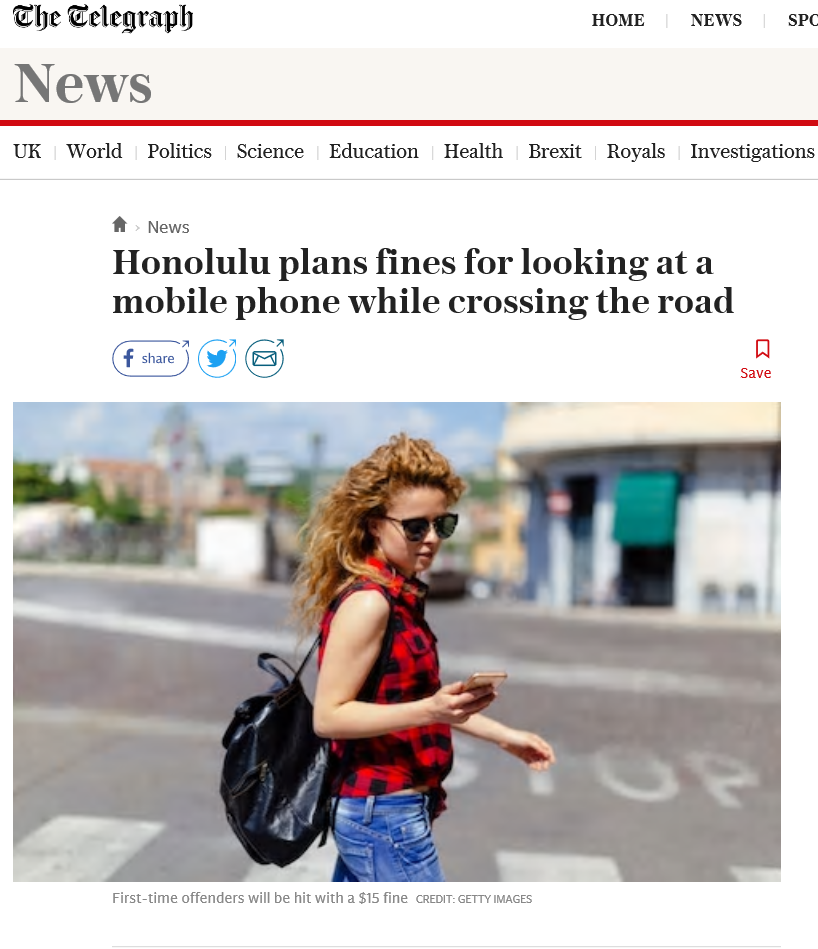 The Telegraph
HOME | NEWS | SPO
News
UK | World | Politics | Science | Education | Health | Brexit | Royals | Investigations
› News
Honolulu plans fines for looking at a
mobile phone while crossing the road
share
Save
STOP
First-time offenders will be hit with a $15 fine CREDIT: GETTY IMAGES